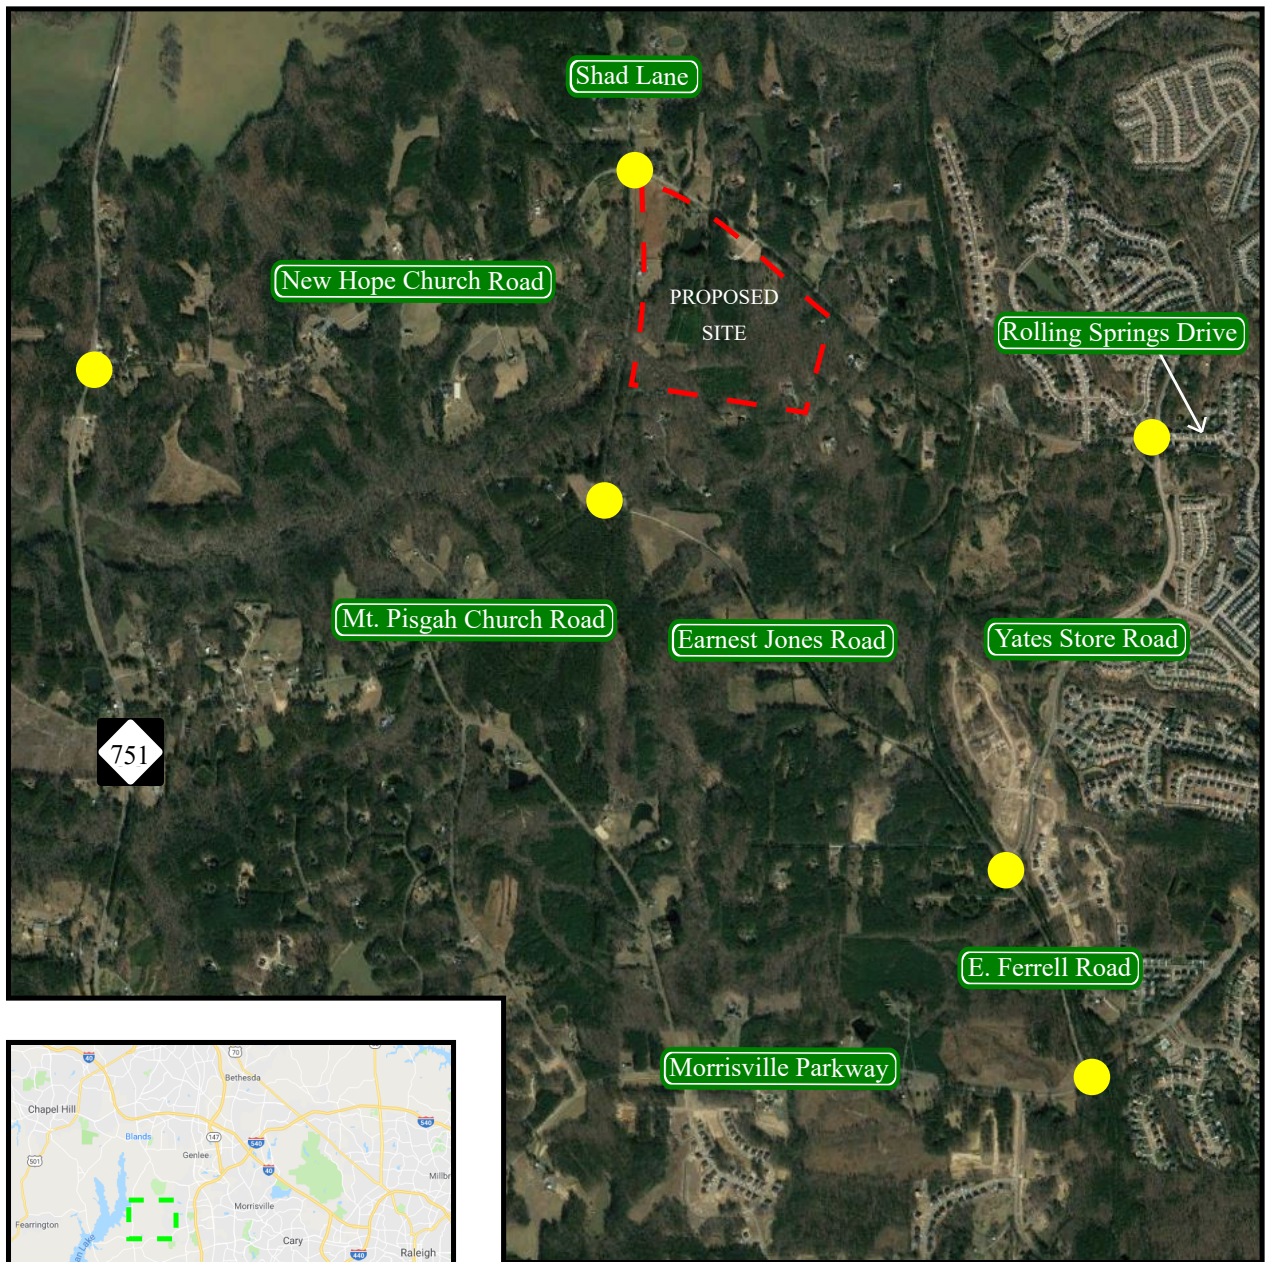 Shad Lane
New Hope Church Road
PROPOSED
SITE
Rolling Springs Drive
Mt. Pisgah Church Road
Earnest Jones Road
Yates Store Road
751
E. Ferrell Road
Morrisville Parkway
40
70
Bethesda
Chapel Hill
540
Blands
147
540
Genlee
501
40
Morrisville
Fearrington
Cary
440
Raleigh